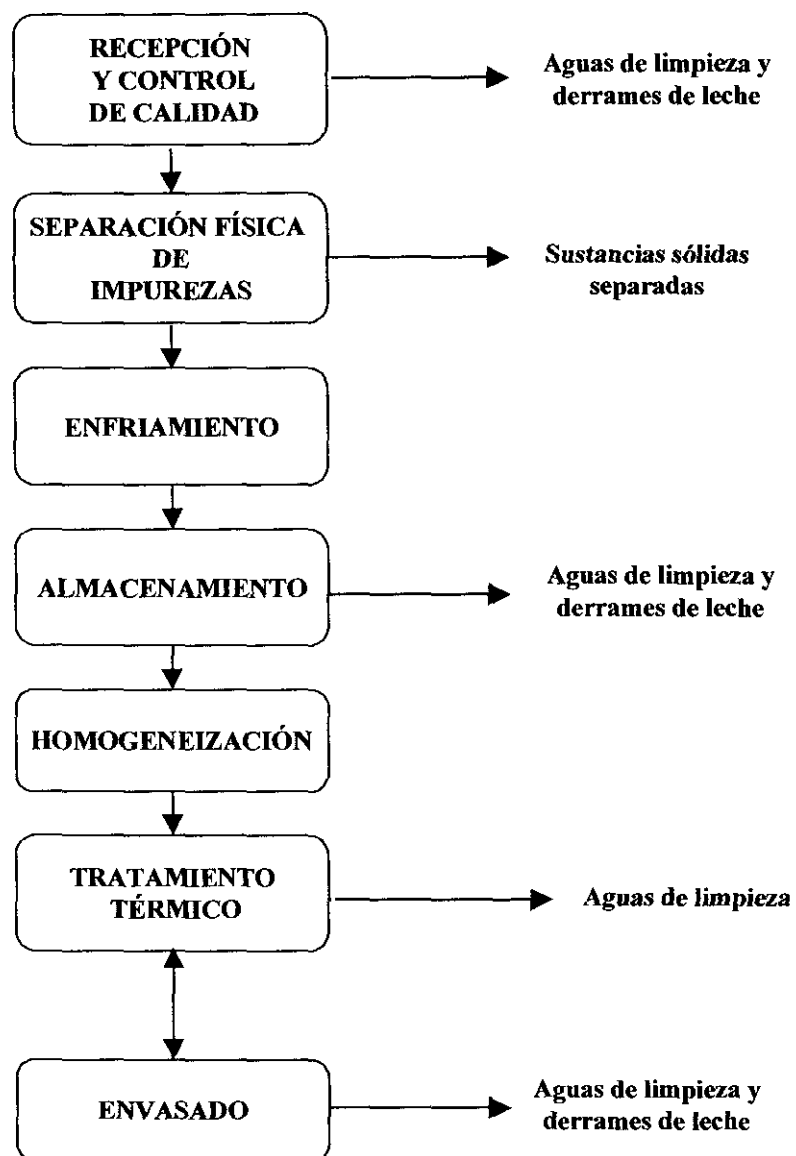 RECEPCIÓN
Y CONTROL
DE CALIDAD
Aguas de limpieza y
derrames de leche
SEPARACIÓN FÍSICA
DE
IMPUREZAS
Sustancias sólidas
separadas
ENFRIAMIENTO
ALMACENAMIENTO
Aguas de limpieza y
derrames de leche
HOMOGENEIZACIÓN
TRATAMIENTO
TÉRMICO
Aguas de limpieza
ENVASADO
Aguas de limpieza y
derrames de leche